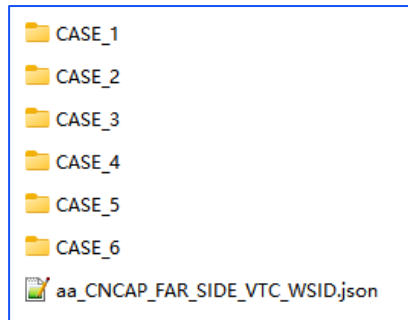 CASE_1
CASE_2
CASE_3
CASE_4
CASE_5
CASE_6
aa_CNCAP_FAR_SIDE_VTC_WSID.json